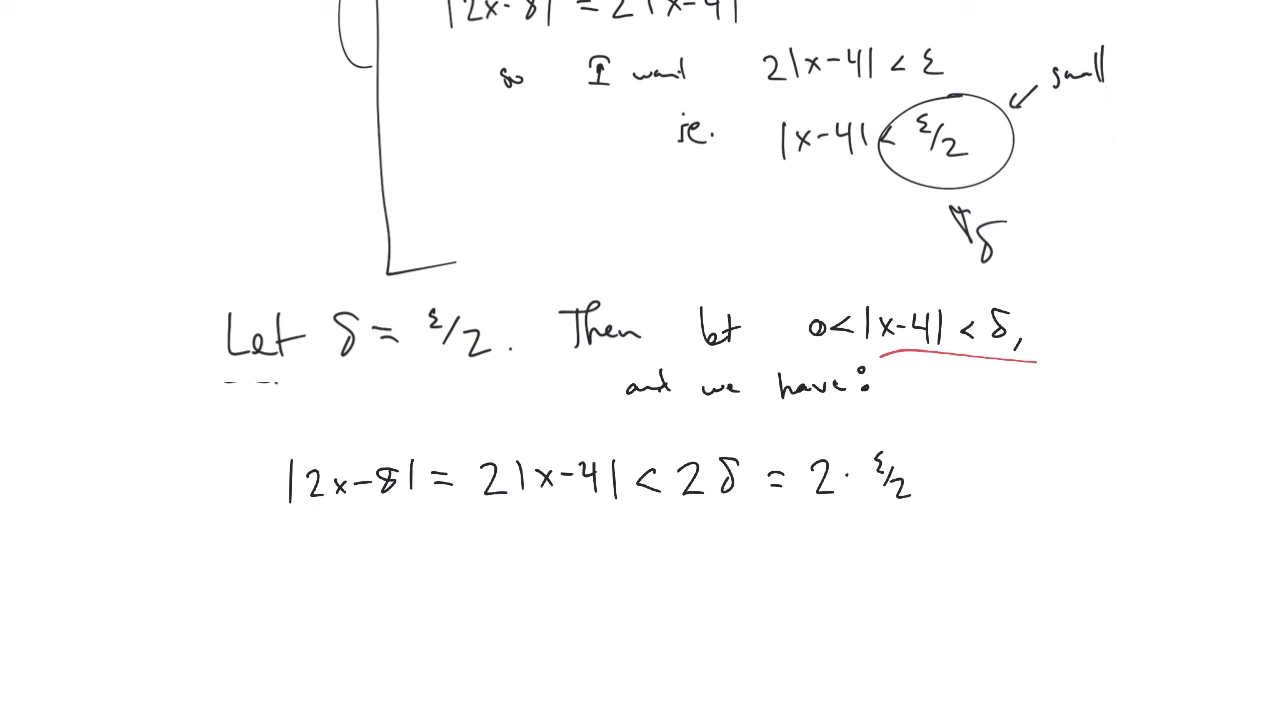 |2x-8| = 2|x-4|
so I want 2|x-4| < ε
ie. |x-4| < ε/2
small
δ
Let δ = ε/2. Then let 0<|x-4| < δ,
and we have:
|2x-8| = 2|x-4| < 2δ = 2 · ε/2